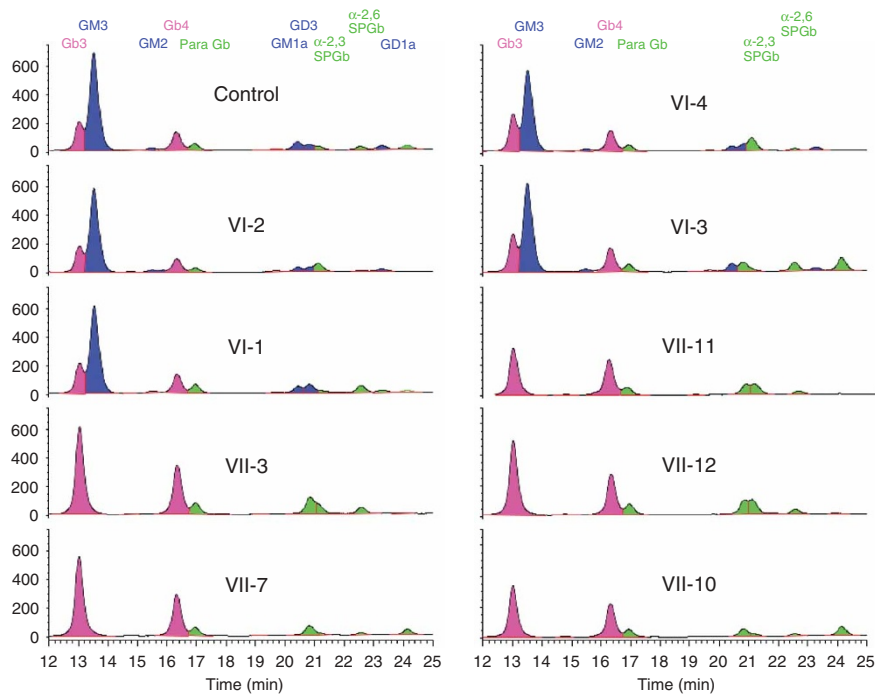 GM3
Gb3
GM2
Gb4
Para Gb
GD3
GM1a
α-2,3
SPGb
α-2,6
SPGb
GD1a
GM3
Gb3
GM2
Gb4
Para Gb
α-2,3
SPGb
α-2,6
SPGb
600
400
200
0
Control
VI-4
600
400
200
0
VI-2
VI-3
600
400
200
0
VI-1
VII-11
600
400
200
0
VII-3
VII-12
600
400
200
0
VII-7
VII-10
12 13 14 15 16 17 18 19 20 21 22 23 24 25
Time (min)
12 13 14 15 16 17 18 19 20 21 22 23 24 25
Time (min)